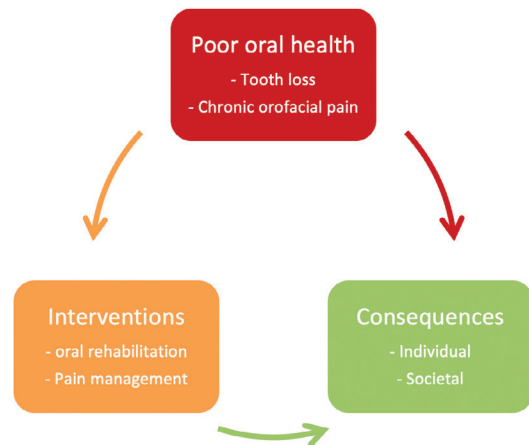 Poor oral health
- Tooth loss
- Chronic orofacial pain
Interventions
- oral rehabilitation
- Pain management
Consequences
- Individual
- Societal